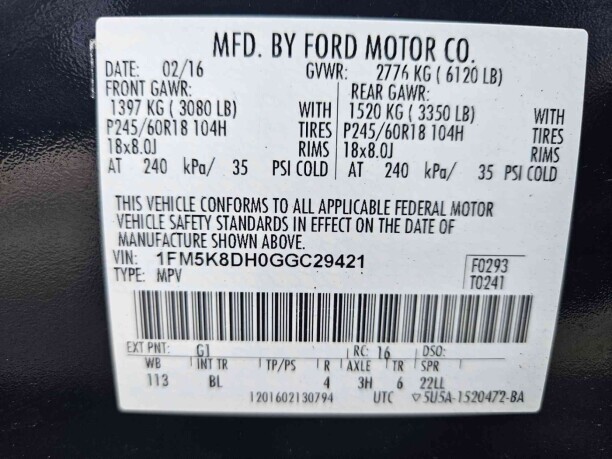 MFD. BY FORD MOTOR CO.
DATE: 02/16 GVWR: 2776 KG ( 6120 LB)
FRONT GAWR: REAR GAWR:
1397 KG ( 3080 LB) WITH 1520 KG ( 3350 LB) WITH
P245/60R18 104H TIRES P245/60R18 104H TIRES
18x8.0J RIMS 18x8.0J RIMS
AT 240 kPa/ 35 PSI COLD AT 240 kPa/ 35 PSI COLD
THIS VEHICLE CONFORMS TO ALL APPLICABLE FEDERAL MOTOR
VEHICLE SAFETY STANDARDS IN EFFECT ON THE DATE OF
MANUFACTURE SHOWN ABOVE.
VIN: 1FM5K8DH0GGC29421 F0293
TYPE: MPV T0241
EXT PNT: G1 RC: 16 DSO:
WB INT TR TP/PS R AXLE TR SPR
113 BL 4 3H 6 22LL
1201602130794 UTC ▽5U5A-1520472-BA